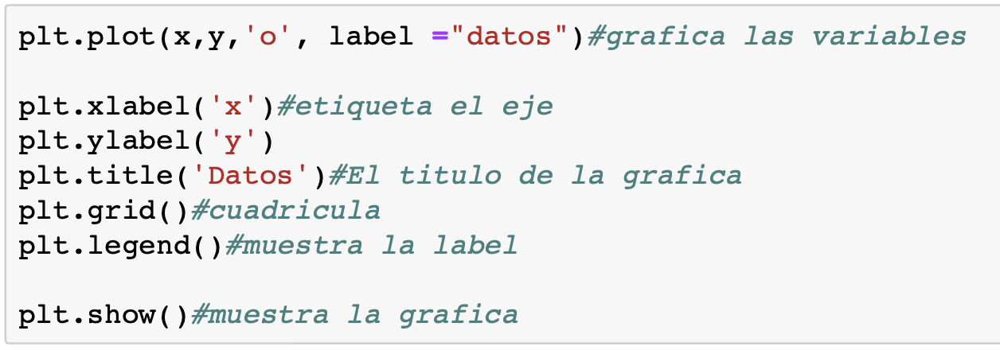 plt.plot(x,y,'o', label ="datos")#grafica las variables
plt.xlabel('x')#etiqueta el eje
plt.ylabel('y')
plt.title('Datos')#El titulo de la grafica
plt.grid()#cuadricula
plt.legend()#muestra la label
plt.show()#muestra la grafica